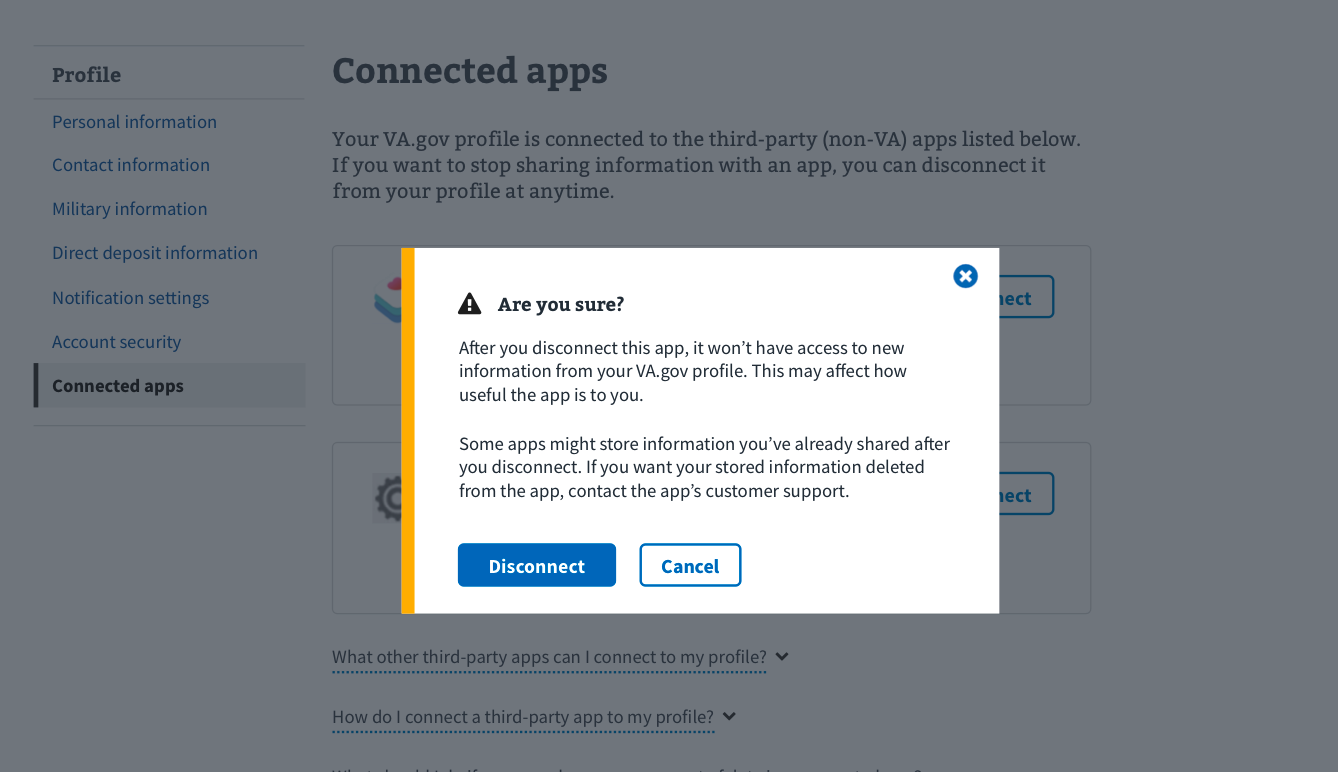 Profile
Personal information
Contact information
Military information
Direct deposit information
Notification settings
Account security
Connected apps
Connected apps
Your VA.gov profile is connected to the third-party (non-VA) apps listed below.
If you want to stop sharing information with an app, you can disconnect it
from your profile at anytime.
Are you sure?
After you disconnect this app, it won’t have access to new
information from your VA.gov profile. This may affect how
useful the app is to you.
Some apps might store information you’ve already shared after
you disconnect. If you want your stored information deleted
from the app, contact the app’s customer support.
Disconnect
Cancel
What other third-party apps can I connect to my profile?
How do I connect a third-party app to my profile?